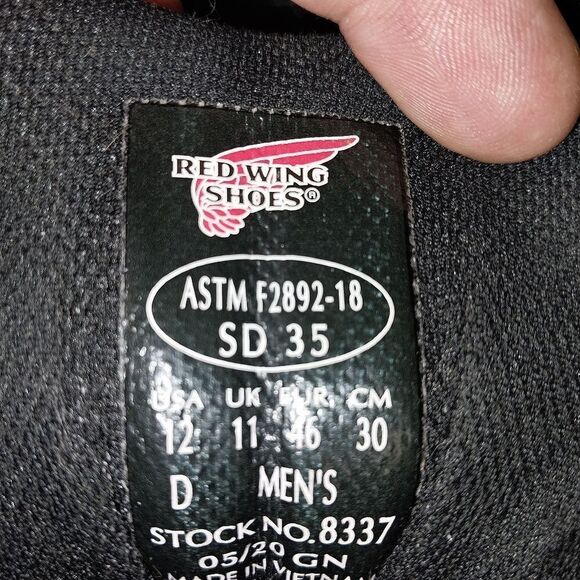 RED WING
SHOES®
ASTM F2892-18
SD 35
USA UK EUR CM
12 11 46 30
D MEN'S
STOCK NO. 8337
05/20 GN
MADE IN VIETNAM